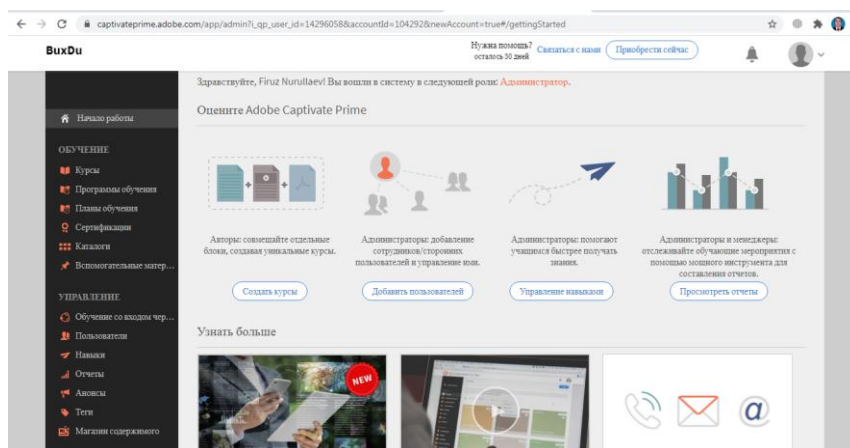 captivateprime.adobe.com/app/admin?i_qp_user_id=14296058&accountId=104292&newAccount=true#/gettingStarted
BuxDu
Нужна помощь?
осталось 30 дней
Связаться с нами
Приобрести сейчас
Здравствуйте, Firuz Nurullaev! Вы вошли в систему в следующей роли: Администратор.
Оцените Adobe Captivate Prime
Начало работы
ОБУЧЕНИЕ
Курсы
Программы обучения
Планы обучения
Сертификации
Каталоги
Вспомогательные матер...
УПРАВЛЕНИЕ
Обучение со входом чер...
Пользователи
Навыки
Отчеты
Анонсы
Теги
Магазин содержимого
Авторы: совмещайте отдельные
блоки, создавая уникальные курсы.
Создать курсы
Администраторы: добавление
сотрудников/сторонних
пользователей и управление ими.
Добавить пользователей
Администраторы: помогают
учащимся быстрее получать
знания.
Управление навыками
Администраторы и менеджеры:
отслеживайте обучающие мероприятия с
помощью мощного инструмента для
составления отчетов.
Просмотреть отчеты
Узнать больше
NEW
@